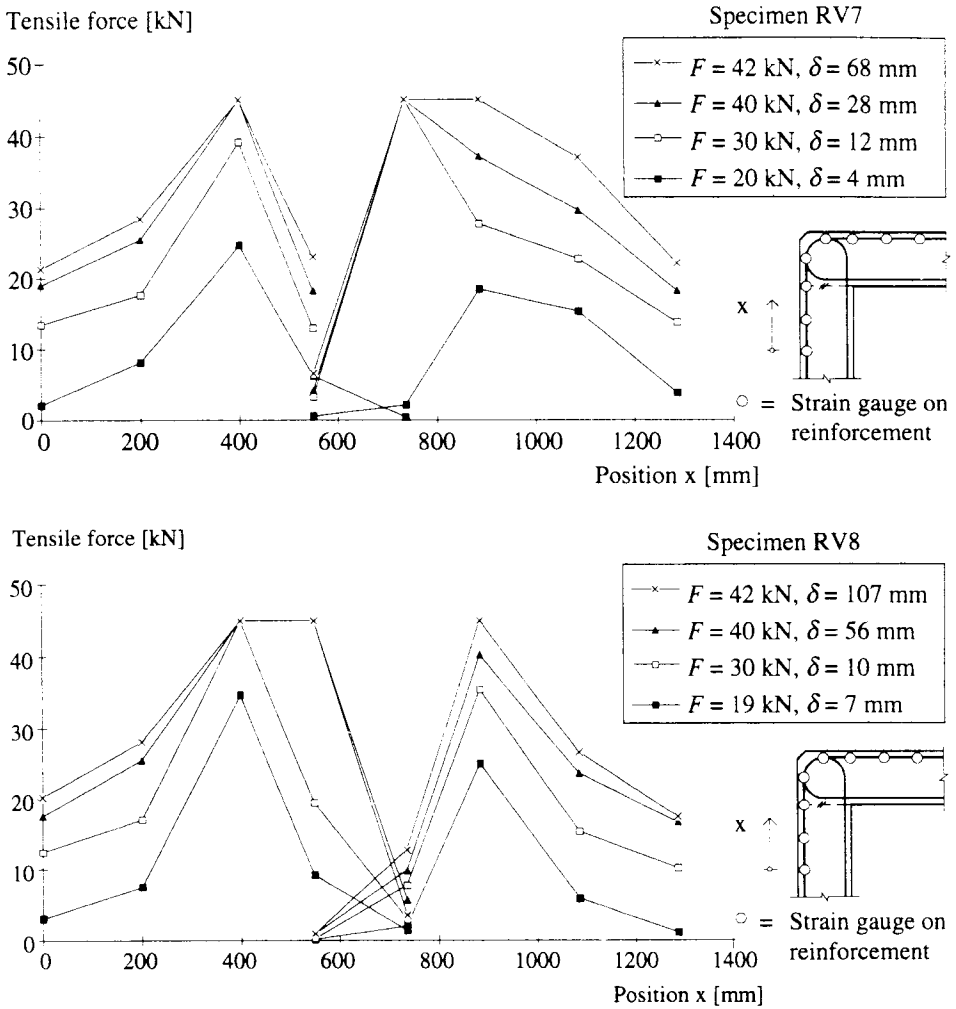 Tensile force [kN]
Specimen RV7
F = 42 kN, δ = 68 mm
F = 40 kN, δ = 28 mm
F = 30 kN, δ = 12 mm
F = 20 kN, δ = 4 mm
50
40
30
20
10
0
0 200 400 600 800 1000 1200 1400
Position x [mm]
x
= Strain gauge on
reinforcement
Tensile force [kN]
Specimen RV8
F = 42 kN, δ = 107 mm
F = 40 kN, δ = 56 mm
F = 30 kN, δ = 10 mm
F = 19 kN, δ = 7 mm
50
40
30
20
10
0
0 200 400 600 800 1000 1200 1400
Position x [mm]
x
= Strain gauge on
reinforcement